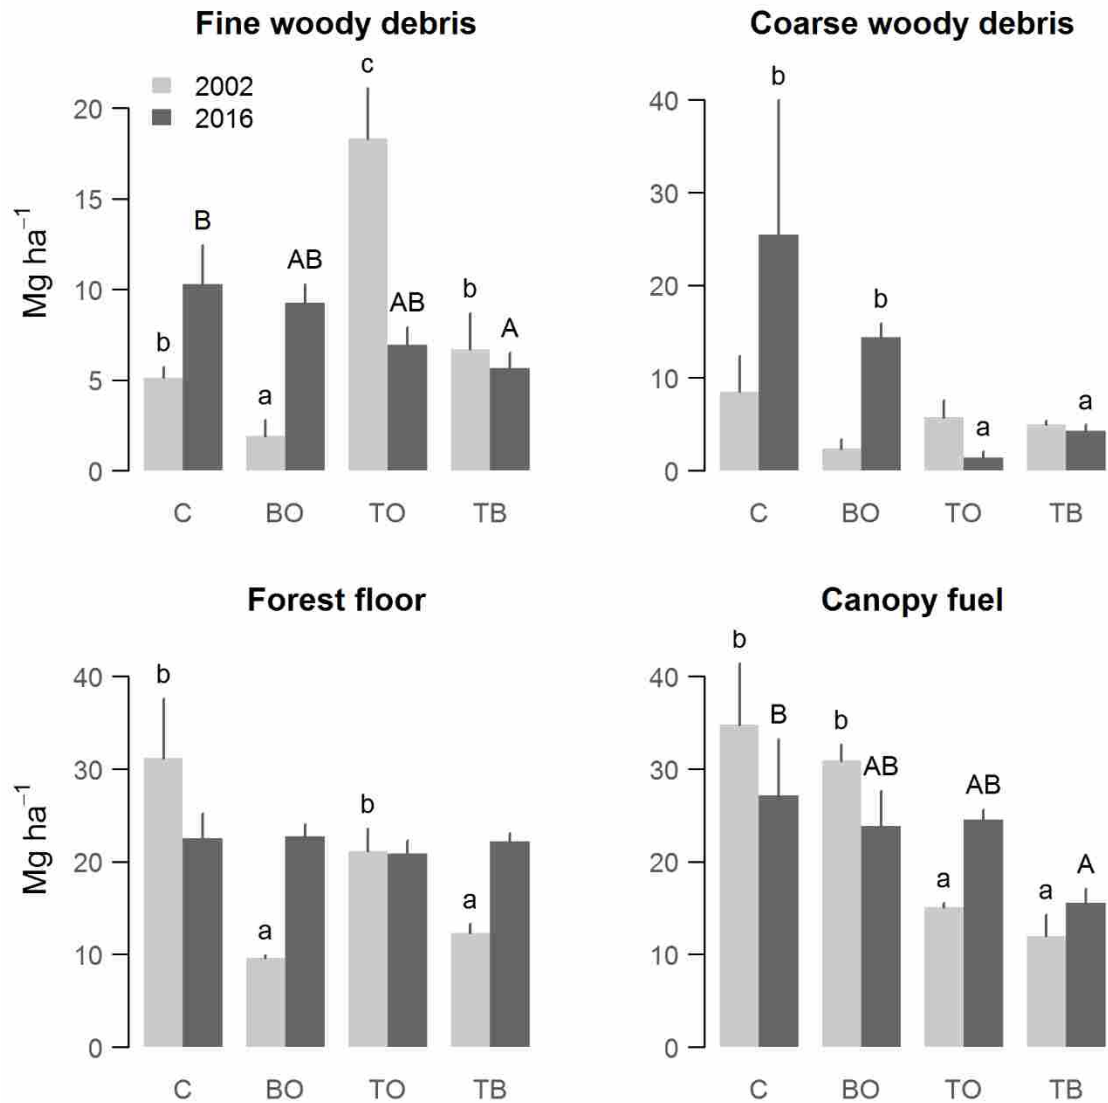 Fine woody debris
Coarse woody debris
2002
2016
Mg ha⁻¹
20
15
10
5
0
b
B
a
AB
c
AB
b
A
C BO TO TB
40
30
20
10
0
b
b
a
a
C BO TO TB
Forest floor
Canopy fuel
Mg ha⁻¹
40
30
20
10
0
b
a
b
a
C BO TO TB
40
30
20
10
0
b
B
b
AB
a
AB
a
A
C BO TO TB